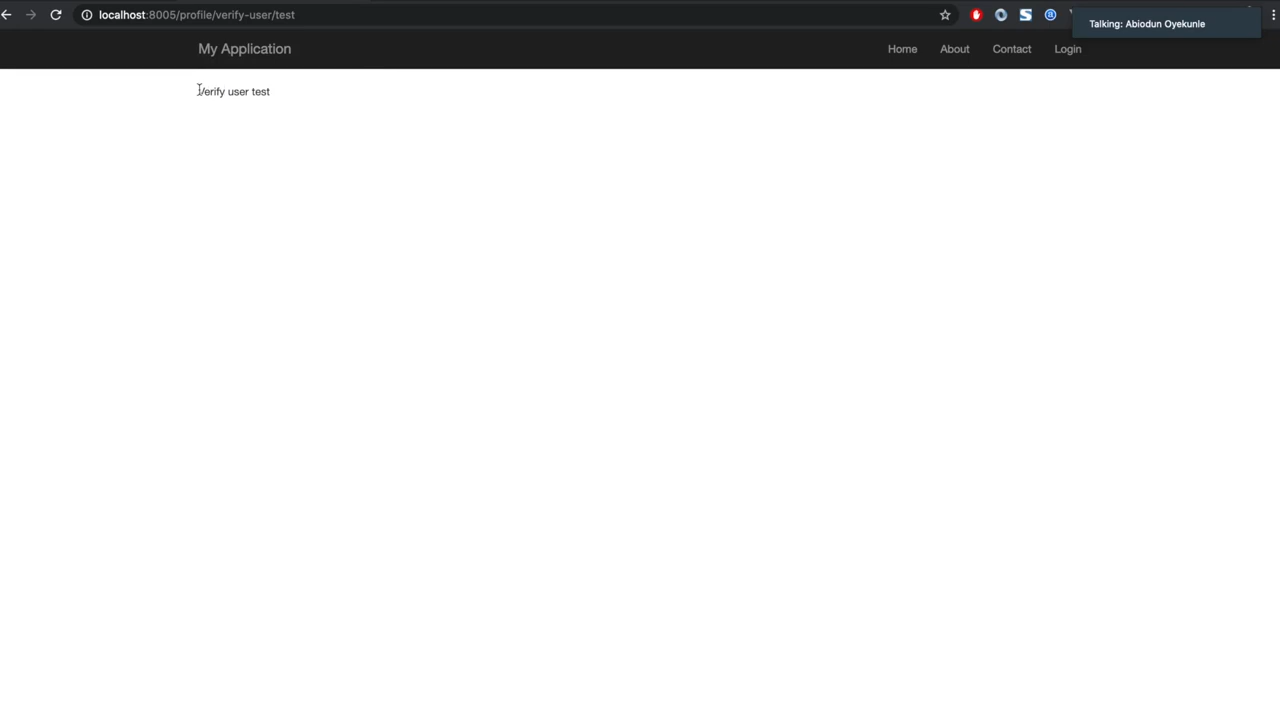 localhost:8005/profile/verify-user/test
Talking: Abiodun Oyekunle
My Application
Home
About
Contact
Login
Verify user test